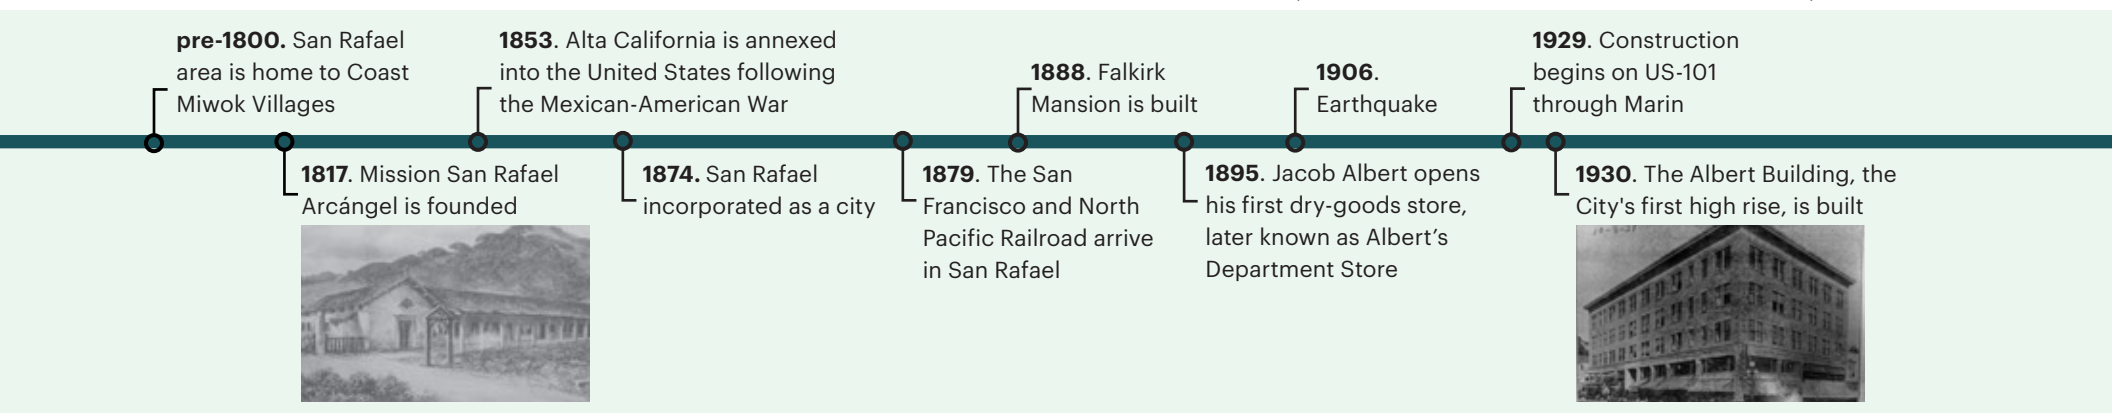 pre-1800. San Rafael
area is home to Coast
Miwok Villages
1817. Mission San Rafael
Arcángel is founded
1853. Alta California is annexed
into the United States following
the Mexican-American War
1874. San Rafael
incorporated as a city
1879. The San
Francisco and North
Pacific Railroad arrive
in San Rafael
1888. Falkirk
Mansion is built
1895. Jacob Albert opens
his first dry-goods store,
later known as Albert’s
Department Store
1906.
Earthquake
1929. Construction
begins on US-101
through Marin
1930. The Albert Building, the
City's first high rise, is built